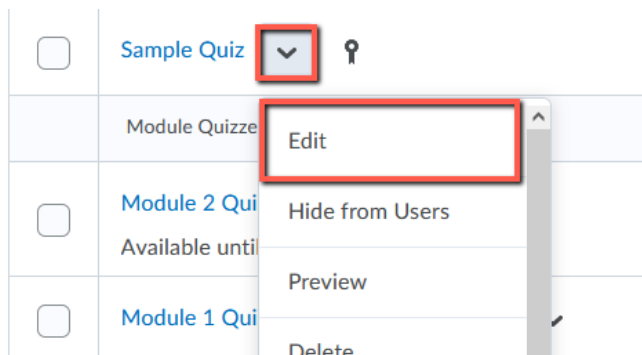 Sample Quiz
Module Quizze
Edit
Module 2 Qui
Hide from Users
Available until
Preview
Module 1 Qui
Delete